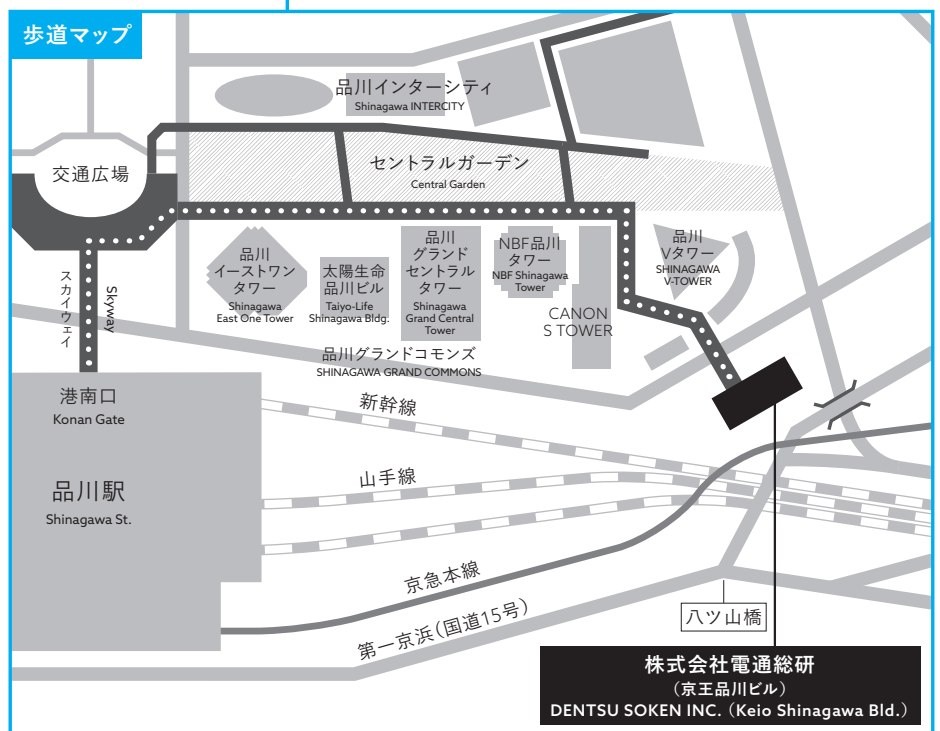 歩道マップ
品川インターシティ
Shinagawa INTERCITY
交通広場
セントラルガーデン
Central Garden
スカイウェイ
Skyway
品川
イーストワン
タワー
Shinagawa
East One Tower
太陽生命
品川ビル
Taiyo-Life
Shinagawa Bldg.
品川
グランド
セントラル
タワー
Shinagawa
Grand Central
Tower
NBF品川
タワー
NBF Shinagawa
Tower
CANON
S TOWER
品川
Vタワー
SHINAGAWA
V-TOWER
品川グランドコモンズ
SHINAGAWA GRAND COMMONS
港南口
Konan Gate
新幹線
品川駅
Shinagawa St.
山手線
京急本線
第一京浜(国道15号)
八ツ山橋
株式会社電通総研
(京王品川ビル)
DENTSU SOKEN INC. (Keio Shinagawa Bld.)